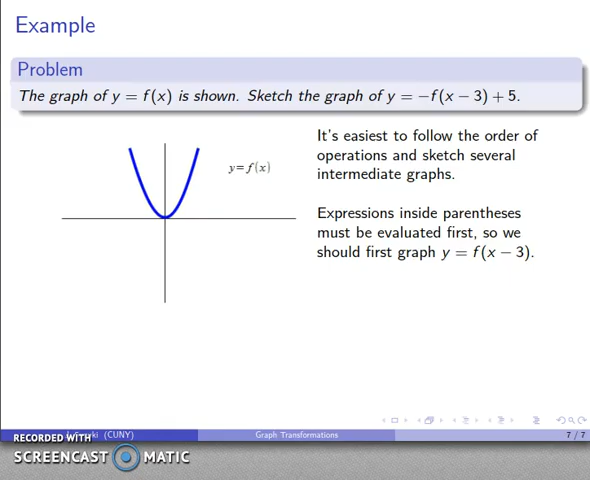 Example
Problem
The graph of y = f(x) is shown. Sketch the graph of y = −f(x − 3) + 5.
It's easiest to follow the order of
operations and sketch several
intermediate graphs.
y=f(x)
Expressions inside parentheses
must be evaluated first, so we
should first graph y = f(x − 3).
(CUNY)
Graph Transformations
7 / 7
RECORDED WITH
SCREENCAST MATIC